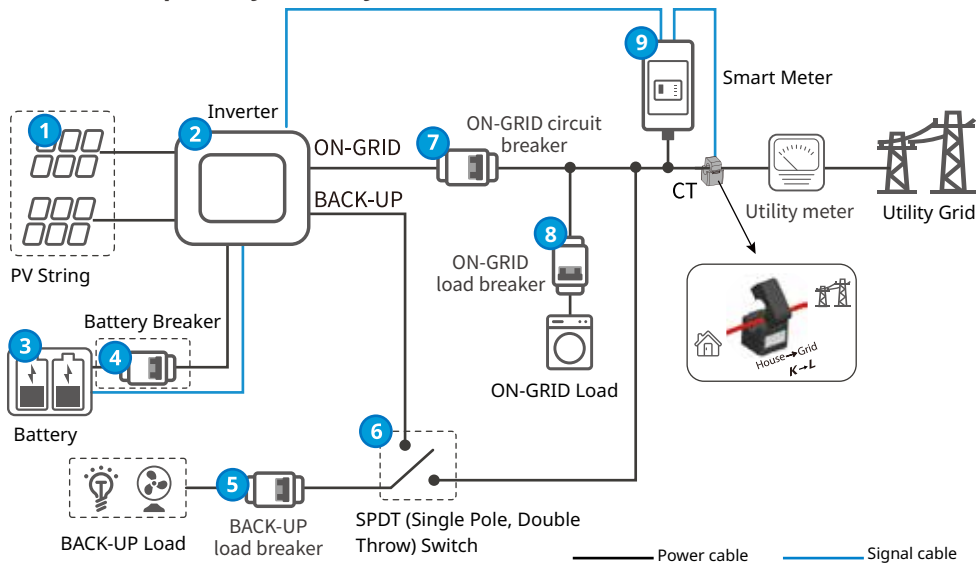 9
Smart Meter
Inverter
1
2
ON-GRID
7
ON-GRID circuit
breaker
BACK-UP
CT
Utility meter
Utility Grid
PV String
8
ON-GRID
load breaker
ON-GRID Load
House→Grid
K→L
Battery Breaker
3
4
Battery
6
5
BACK-UP Load
BACK-UP
load breaker
SPDT (Single Pole, Double
Throw) Switch
Power cable
Signal cable